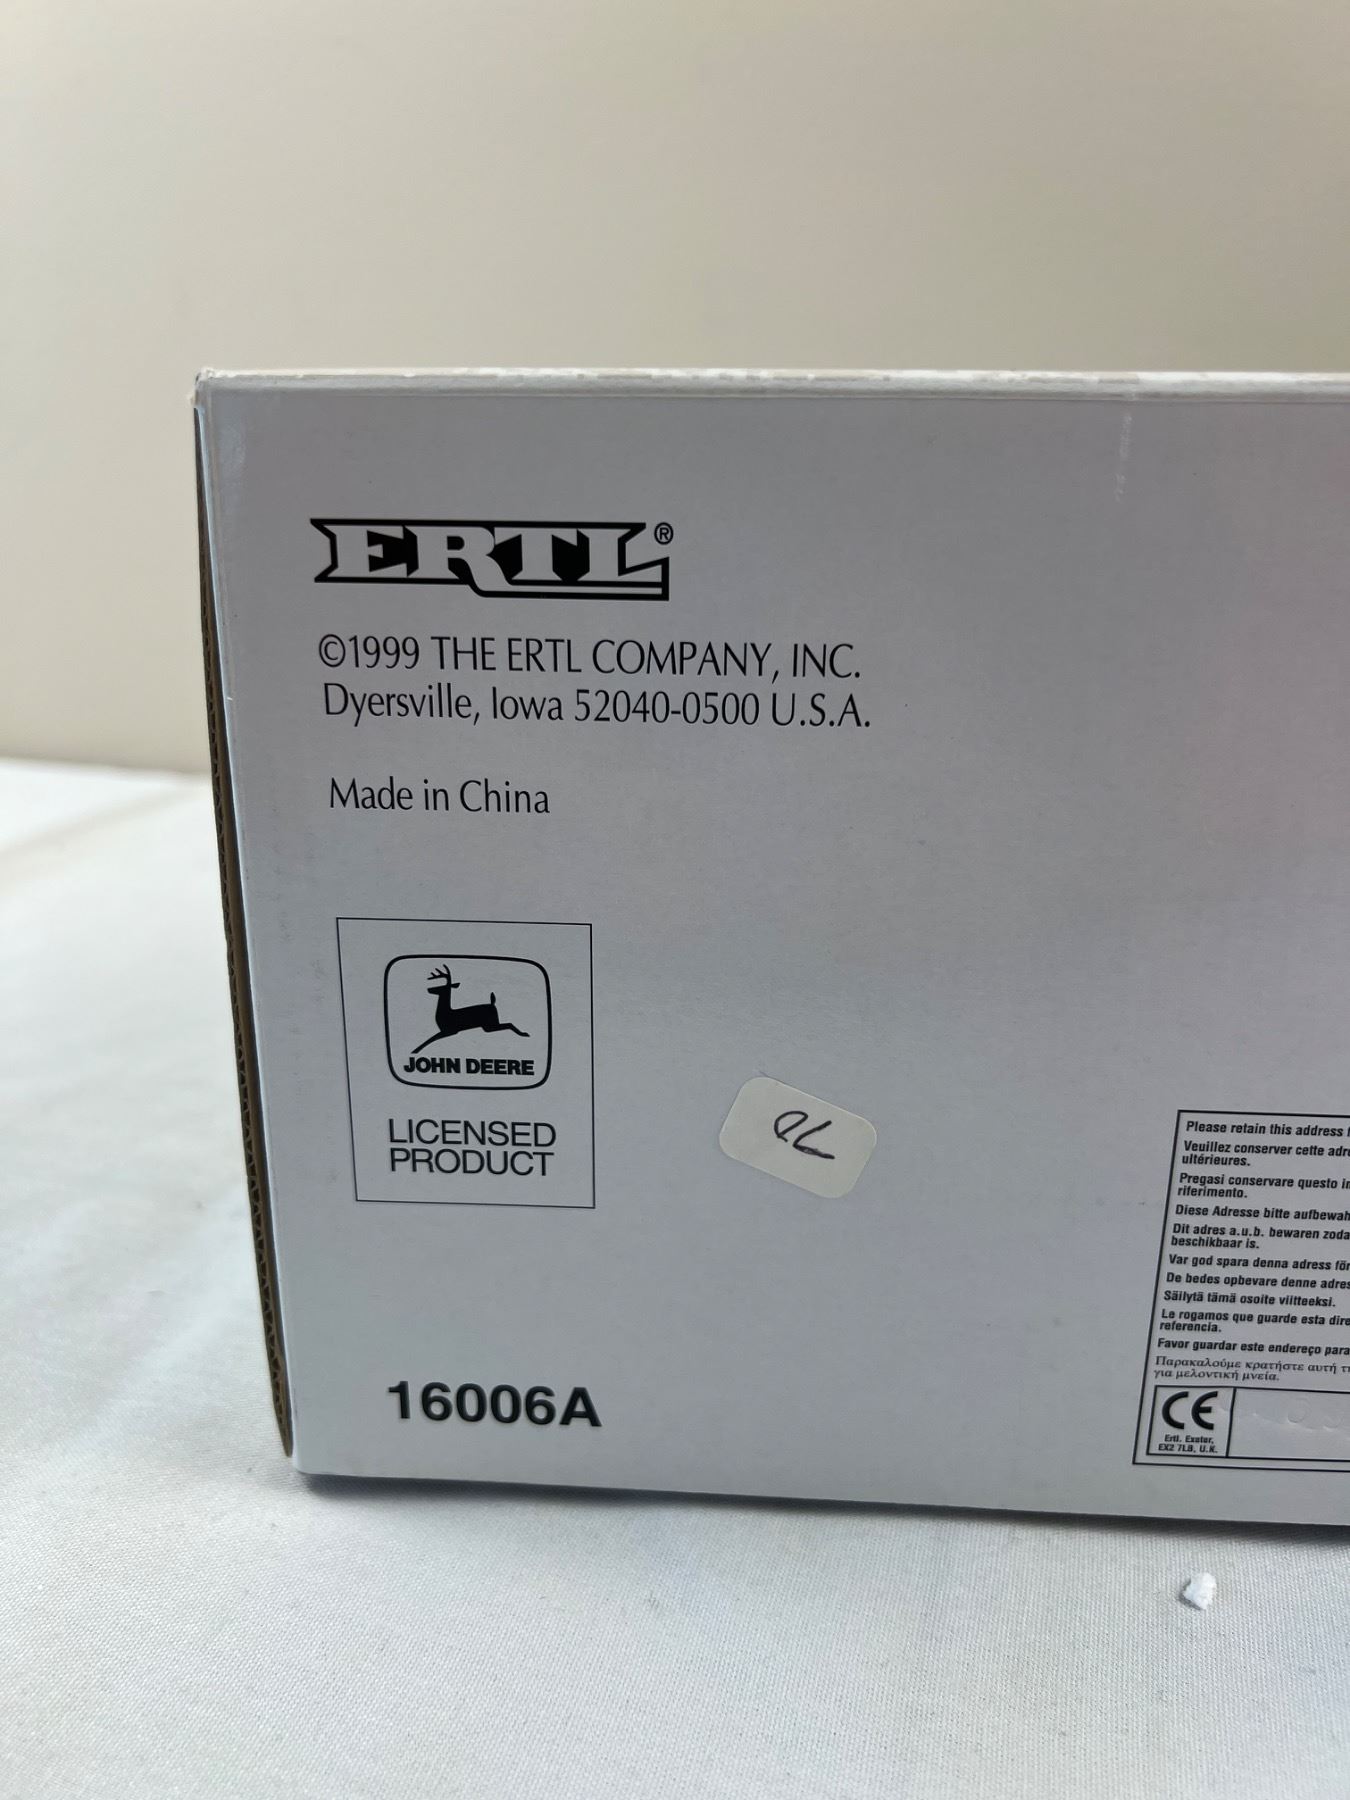 ERTL®
©1999 THE ERTL COMPANY, INC.
Dyersville, Iowa 52040-0500 U.S.A.
Made in China
JOHN DEERE
LICENSED
PRODUCT
16006A
Please retain this address
Veuillez conserver cette
ultérieures.
Pregasi conservare questo
riferimento.
Diese Adresse bitte
Dit adres a.u.b. bewaren
beschikbaar is.
Var god spara denna adress för
De bedes opbevare denne
Säilytä tämä osoite viitteeksi.
Le rogamos que guarde esta
referencia.
Favor guardar este endereço para
Παρακαλούμε κρατήστε αυτή
για μελοντική μνεία.
CE
Ertl. Exeter,
EX2 7LB, U.K.